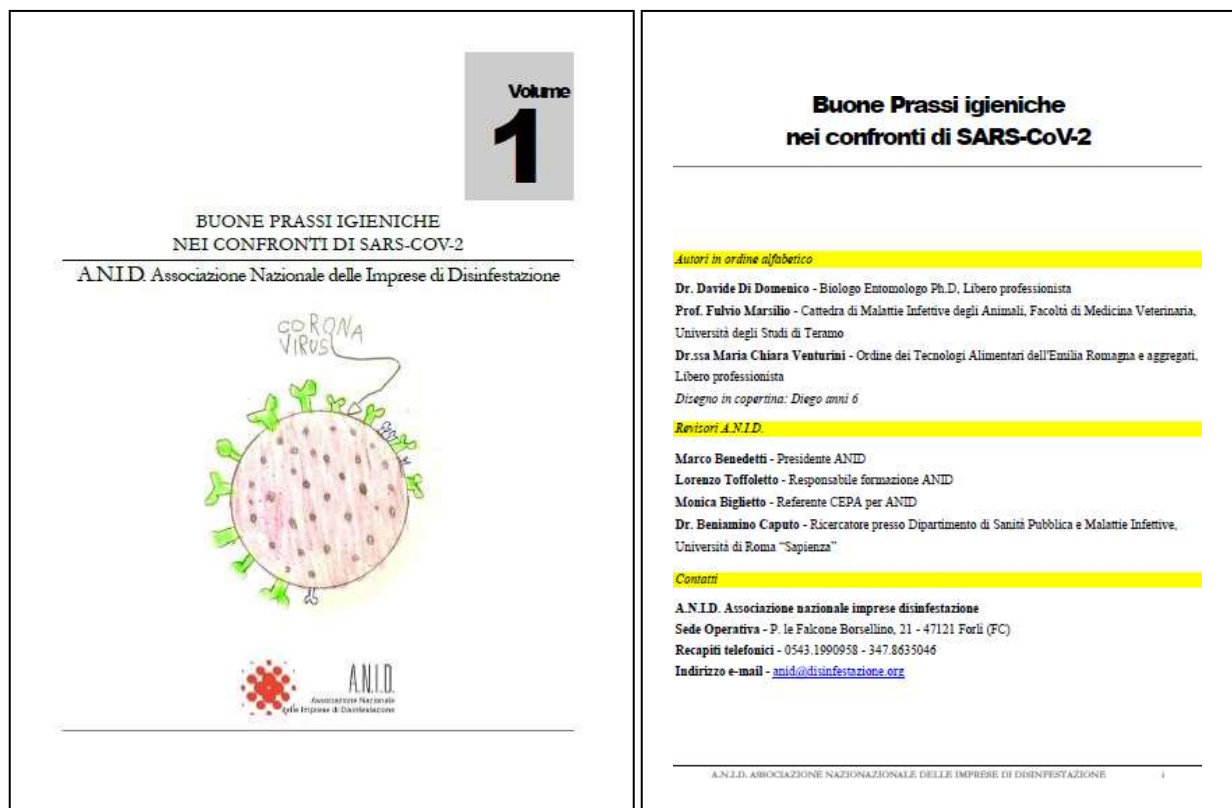 Volume
1
BUONE PRASSI IGIENICHE
NEI CONFRONTI DI SARS-COV-2
A.N.I.D. Associazione Nazionale delle Imprese di Disinfestazione
CORONA
VIRUS
A.N.I.D.
Associazione Nazionale
delle Imprese di Disinfestazione
Buone Prassi igieniche
nei confronti di SARS-CoV-2
Autori in ordine alfabetico
Dr. Davide Di Domenico - Biologo Entomologo Ph.D, Libero professionista
Prof. Fulvio Marsilio - Cattedra di Malattie Infettive degli Animali, Facoltà di Medicina Veterinaria,
Università degli Studi di Teramo
Dr.ssa Maria Chiara Venturini - Ordine dei Tecnologi Alimentari dell'Emilia Romagna e aggregati,
Libero professionista
Disegno in copertina: Diego anni 6
Revisori A.N.I.D.
Marco Benedetti - Presidente ANID
Lorenzo Toffoletto - Responsabile formazione ANID
Monica Biglietto - Referente CEPA per ANID
Dr. Beniamino Caputo - Ricercatore presso Dipartimento di Sanità Pubblica e Malattie Infettive,
Università di Roma “Sapienza”
Contatti
A.N.I.D. Associazione nazionale imprese disinfestazione
Sede Operativa - P. le Falcone Borsellino, 21 - 47121 Forlì (FC)
Recapiti telefonici - 0543.1990958 - 347.8635046
Indirizzo e-mail - anid@disinfestazione.org
A.N.I.D. ASSOCIAZIONE NAZIONAZIONALE DELLE IMPRESE DI DISINFESTAZIONE i